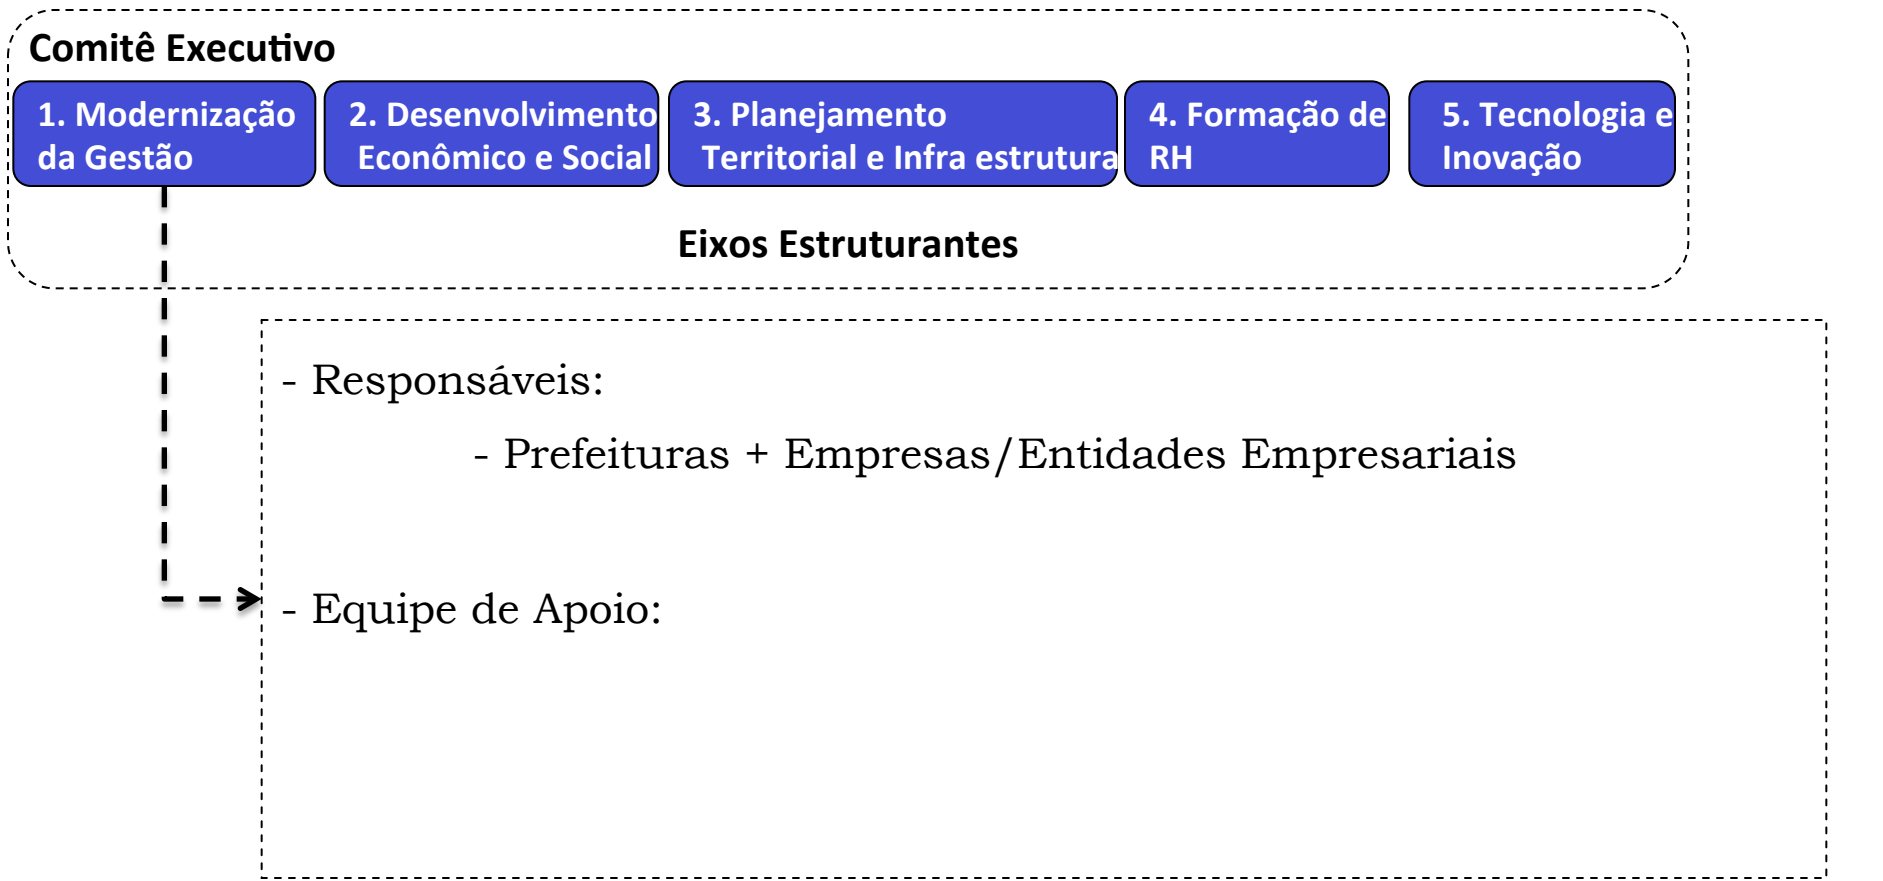 Comitê Executivo
1. Modernização
da Gestão
2. Desenvolvimento
Econômico e Social
3. Planejamento
Territorial e Infra estrutura
4. Formação de
RH
5. Tecnologia e
Inovação
Eixos Estruturantes
- Responsáveis:
- Prefeituras + Empresas/Entidades Empresariais
- Equipe de Apoio: